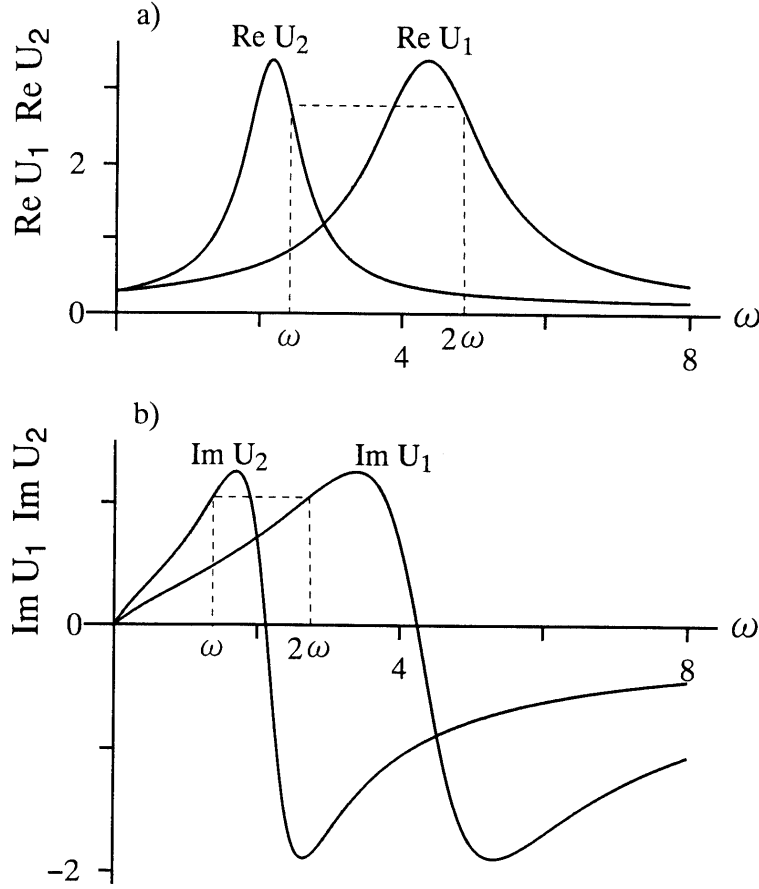 a)
Re U₂
Re U₁
Re U₁ Re U₂
2
0
ω
4
2ω
8
ω
b)
Im U₂
Im U₁
Im U₁ Im U₂
0
ω
2ω
4
8
ω
-2